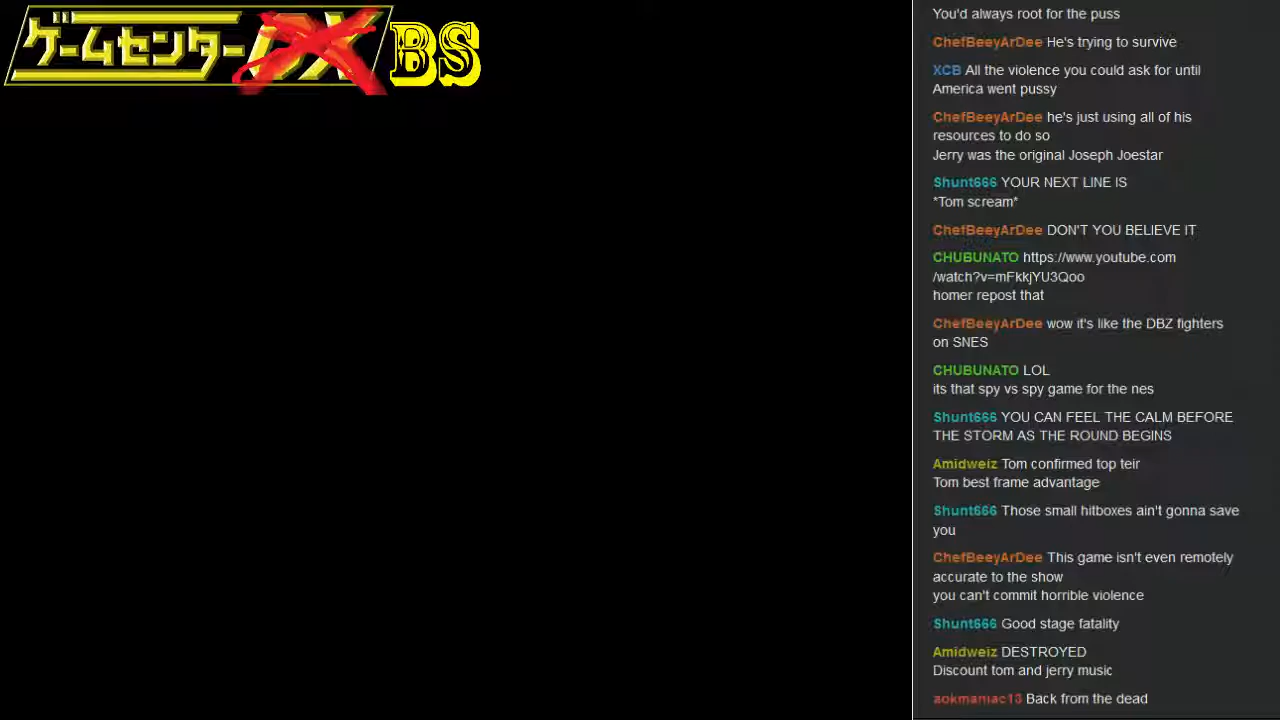 ゲームセンターDX BS
You'd always root for the puss
ChefBeeyArDee He's trying to survive
XCB All the violence you could ask for until
America went pussy
ChefBeeyArDee he's just using all of his
resources to do so
Jerry was the original Joseph Joestar
Shunt666 YOUR NEXT LINE IS
*Tom scream*
ChefBeeyArDee DON'T YOU BELIEVE IT
CHUBUNATO https://www.youtube.com
/watch?v=mFkkjYU3Qoo
homer repost that
ChefBeeyArDee wow it's like the DBZ fighters
on SNES
CHUBUNATO LOL
its that spy vs spy game for the nes
Shunt666 YOU CAN FEEL THE CALM BEFORE
THE STORM AS THE ROUND BEGINS
Amidweiz Tom confirmed top teir
Tom best frame advantage
Shunt666 Those small hitboxes ain't gonna save
you
ChefBeeyArDee This game isn't even remotely
accurate to the show
you can't commit horrible violence
Shunt666 Good stage fatality
Amidweiz DESTROYED
Discount tom and jerry music
aokmaniac13 Back from the dead